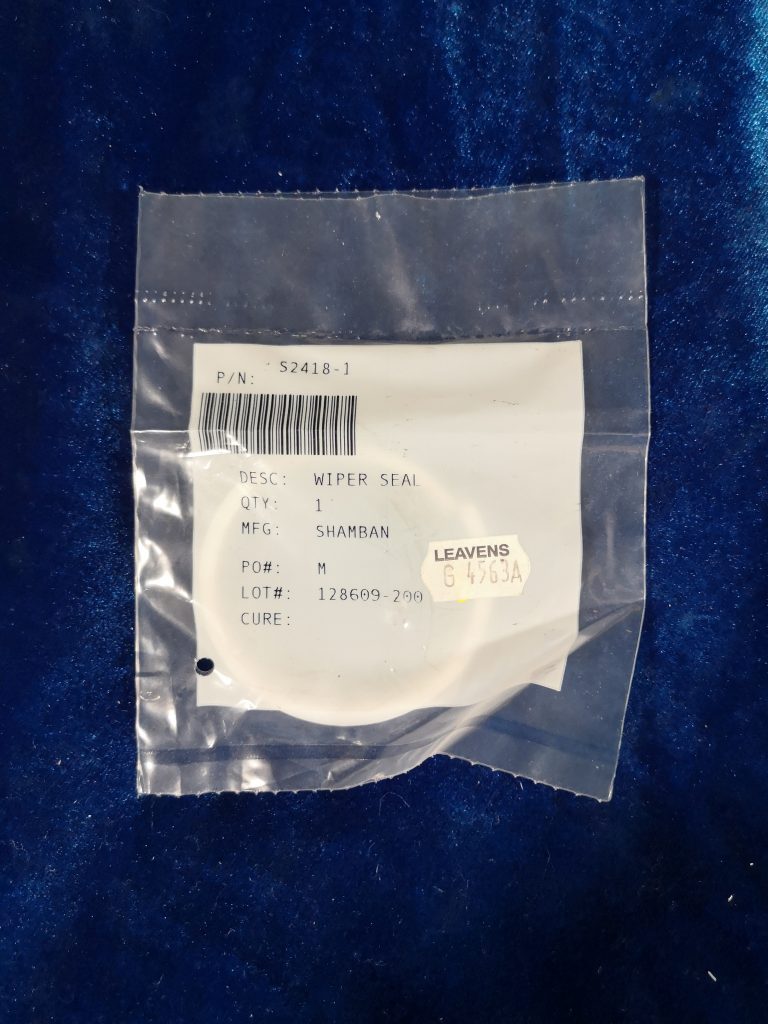 S2418-1
P/N:
DESC: WIPER SEAL
QTY: 1
MFG: SHAMBAN
PO#: M
LOT#: 128609-200
CURE:
LEAVENS
G 4563A